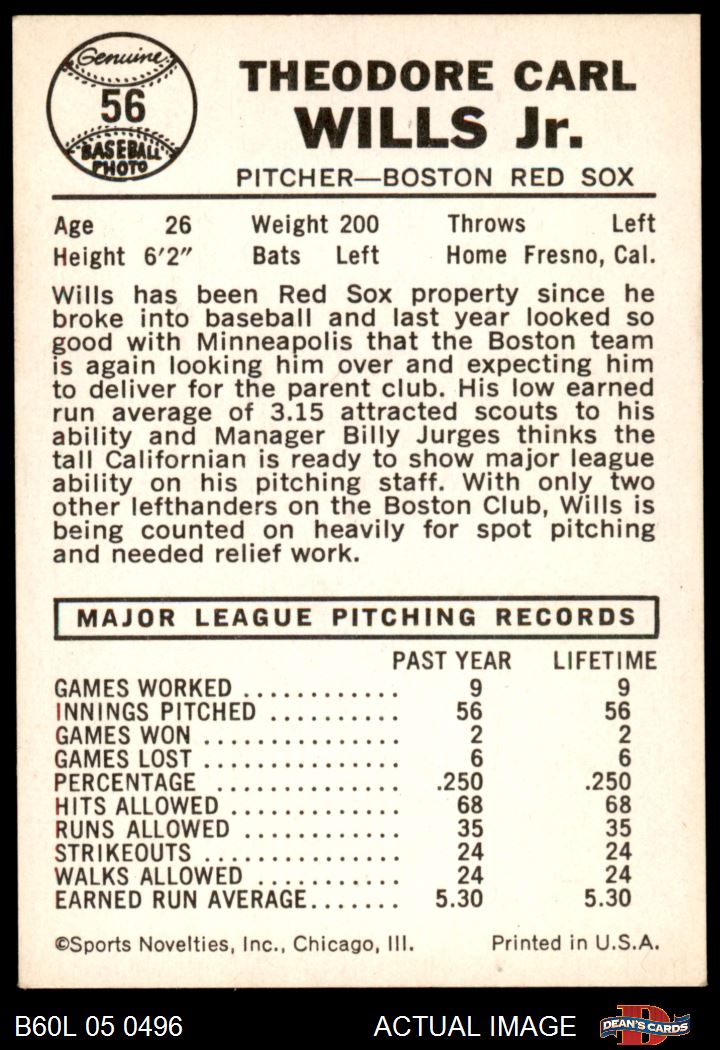 Genuine
56
BASEBALL
PHOTO
THEODORE CARL
WILLS Jr.
PITCHER—BOSTON RED SOX
Age 26 Weight 200 Throws Left
Height 6'2" Bats Left Home Fresno, Cal.
Wills has been Red Sox property since he
broke into baseball and last year looked so
good with Minneapolis that the Boston team
is again looking him over and expecting him
to deliver for the parent club. His low earned
run average of 3.15 attracted scouts to his
ability and Manager Billy Jurges thinks the
tall Californian is ready to show major league
ability on his pitching staff. With only two
other lefthanders on the Boston Club, Wills is
being counted on heavily for spot pitching
and needed relief work.
MAJOR LEAGUE PITCHING RECORDS
PAST YEAR LIFETIME
GAMES WORKED ............ 9 9
INNINGS PITCHED .......... 56 56
GAMES WON ............... 2 2
GAMES LOST .............. 6 6
PERCENTAGE .............. .250 .250
HITS ALLOWED ............. 68 68
RUNS ALLOWED ............ 35 35
STRIKEOUTS ............... 24 24
WALKS ALLOWED ........... 24 24
EARNED RUN AVERAGE....... 5.30 5.30
©Sports Novelties, Inc., Chicago, Ill. Printed in U.S.A.
B60L 05 0496 ACTUAL IMAGE D DEAN'S CARDS